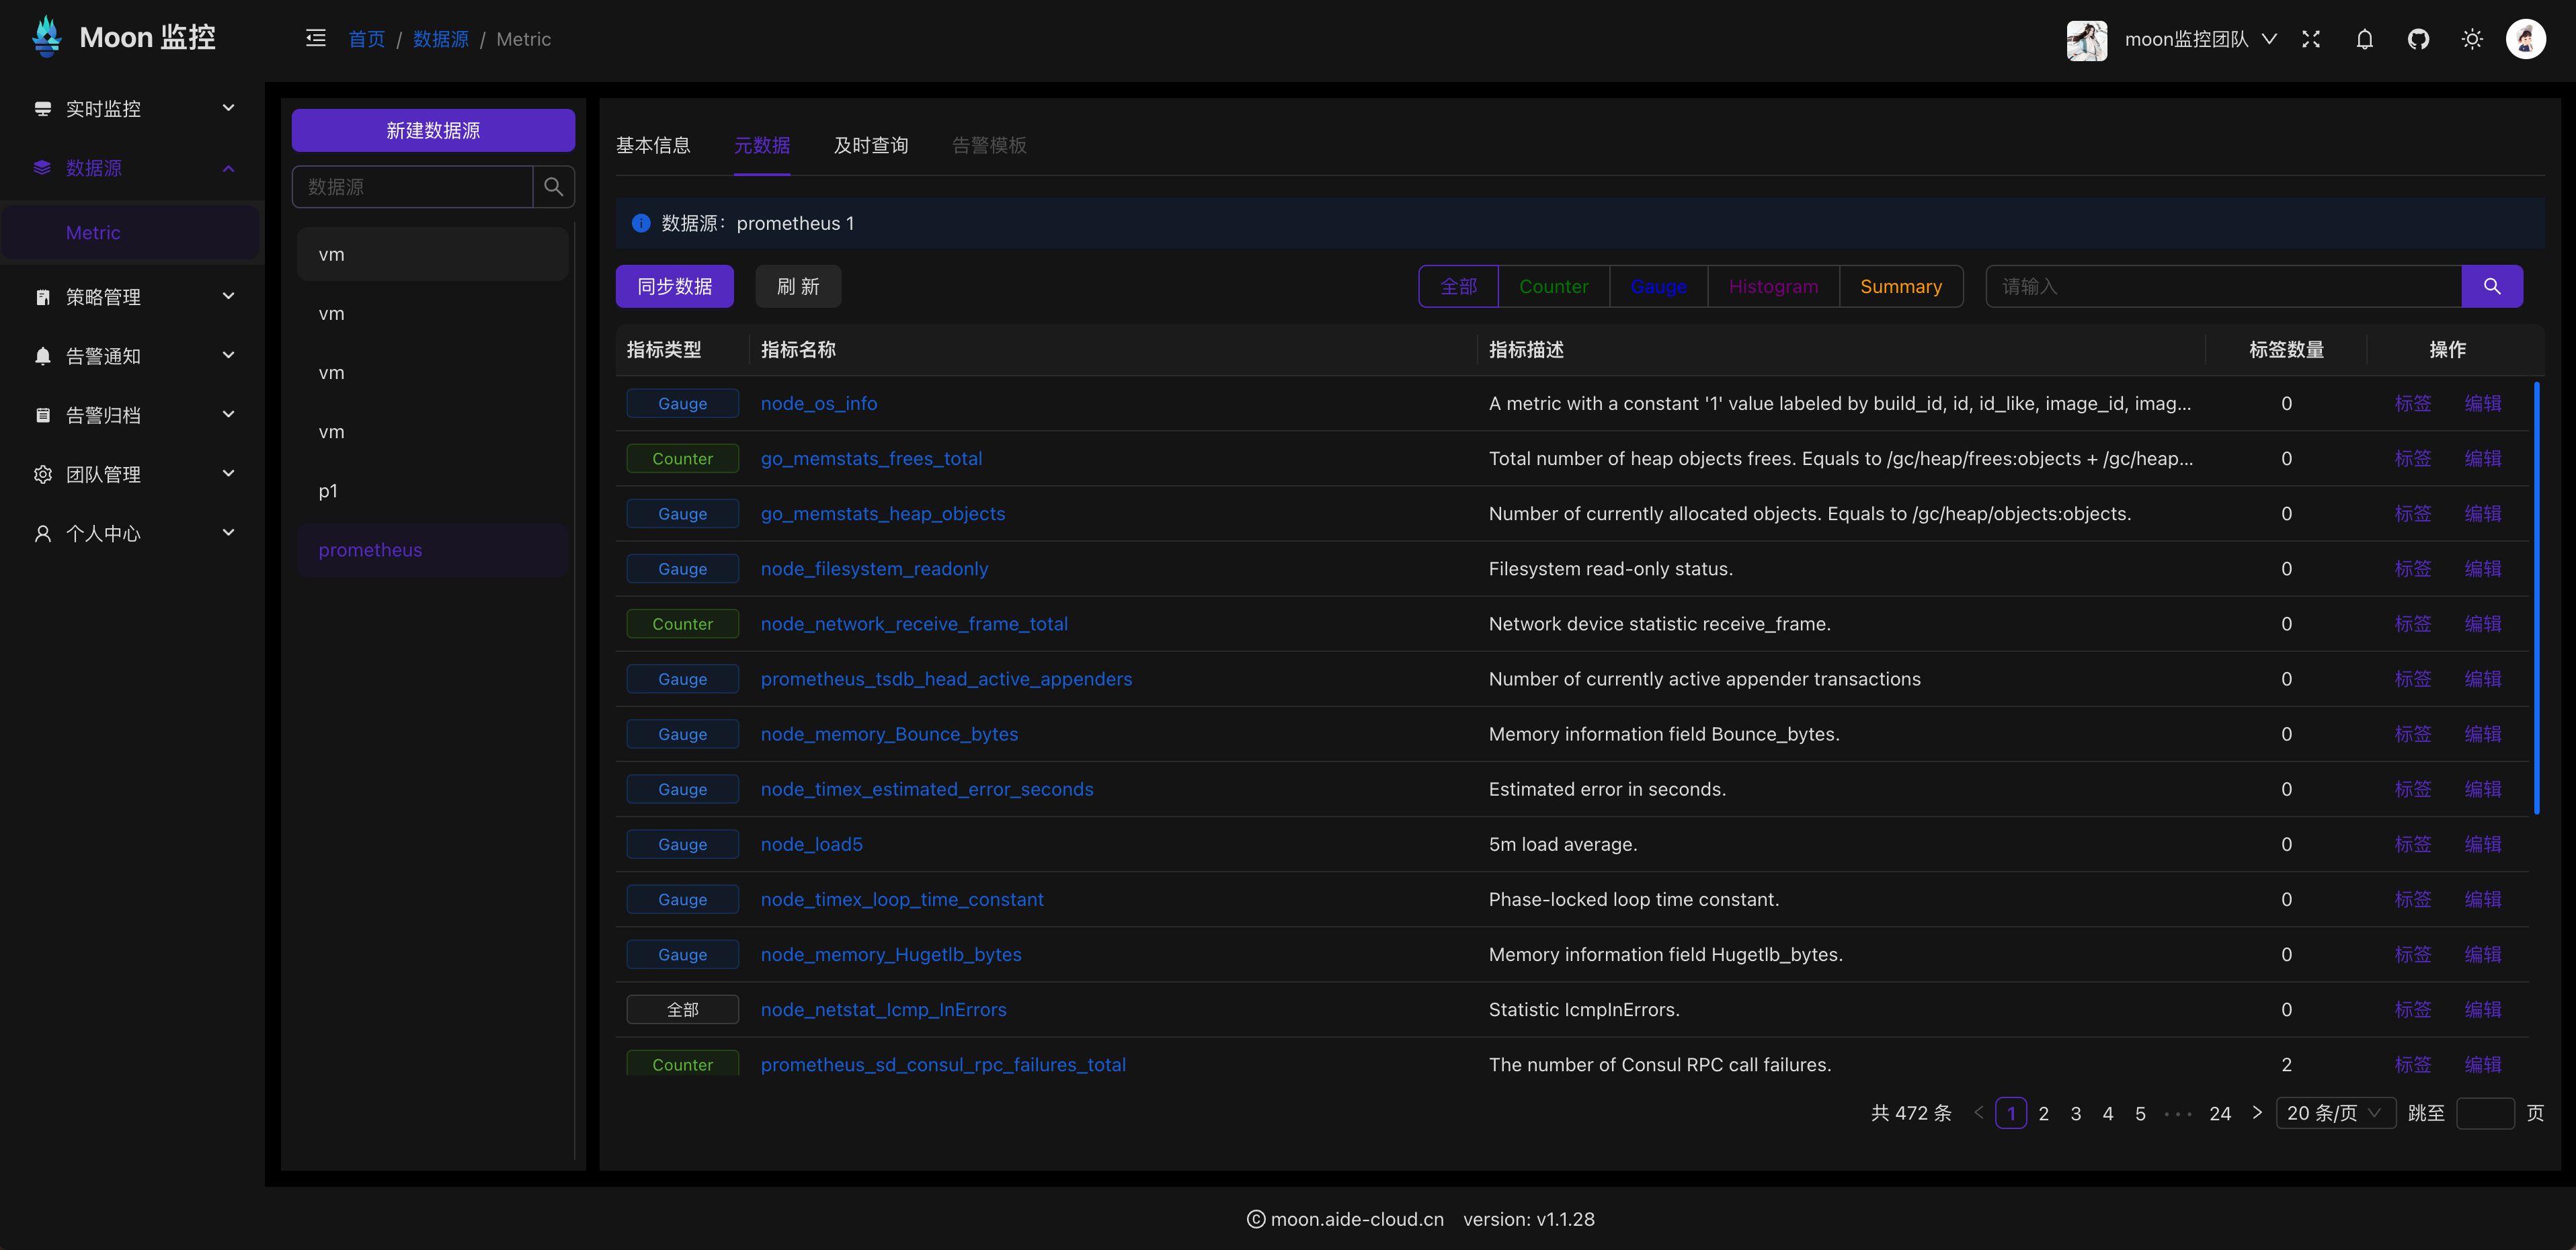 Moon 监控
首页 / 数据源 / Metric
moon监控团队
实时监控
数据源
Metric
策略管理
告警通知
告警归档
团队管理
个人中心
新建数据源
数据源
vm
vm
vm
vm
p1
prometheus
基本信息 元数据 及时查询 告警模板
数据源： prometheus 1
同步数据 刷 新 全部 Counter Gauge Histogram Summary 请输入
指标类型 指标名称 指标描述 标签数量 操作
Gauge node_os_info A metric with a constant '1' value labeled by build_id, id, id_like, image_id, imag... 0 标签 编辑
Counter go_memstats_frees_total Total number of heap objects frees. Equals to /gc/heap/frees:objects + /gc/heap... 0 标签 编辑
Gauge go_memstats_heap_objects Number of currently allocated objects. Equals to /gc/heap/objects:objects. 0 标签 编辑
Gauge node_filesystem_readonly Filesystem read-only status. 0 标签 编辑
Counter node_network_receive_frame_total Network device statistic receive_frame. 0 标签 编辑
Gauge prometheus_tsdb_head_active_appenders Number of currently active appender transactions 0 标签 编辑
Gauge node_memory_Bounce_bytes Memory information field Bounce_bytes. 0 标签 编辑
Gauge node_timex_estimated_error_seconds Estimated error in seconds. 0 标签 编辑
Gauge node_load5 5m load average. 0 标签 编辑
Gauge node_timex_loop_time_constant Phase-locked loop time constant. 0 标签 编辑
Gauge node_memory_Hugetlb_bytes Memory information field Hugetlb_bytes. 0 标签 编辑
全部 node_netstat_Icmp_InErrors Statistic IcmpInErrors. 0 标签 编辑
Counter prometheus_sd_consul_rpc_failures_total The number of Consul RPC call failures. 2 标签 编辑
共 472 条 < 1 2 3 4 5 ••• 24 > 20 条/页 跳至 页
© moon.aide-cloud.cn version: v1.1.28